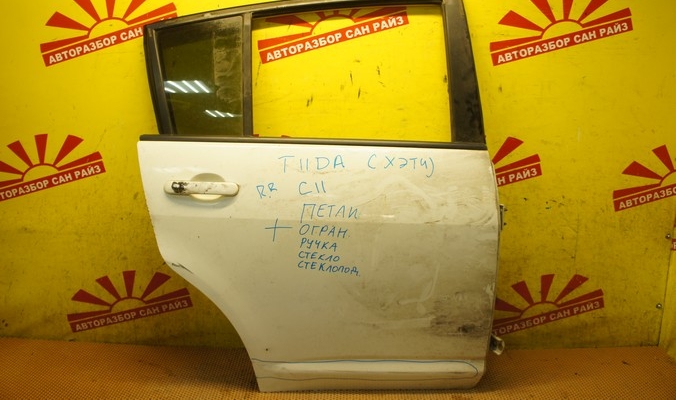 АВТОРАЗБОР САН РАЙЗ
АВТОРАЗБОР САН РАЙЗ
АВТОРАЗБОР САН РАЙЗ
TIIDA (ХЭТЧ)
RR C11
ПЕТЛИ
+ ОГРАН.
РУЧКА
СТЕКЛО
СТЕКЛОПОД.
АВТОРАЗБОР САН РАЙЗ
АВТОРАЗБОР САН РАЙЗ
АВТОРАЗБОР САН РАЙЗ
АВТОРАЗБОР САН РАЙЗ